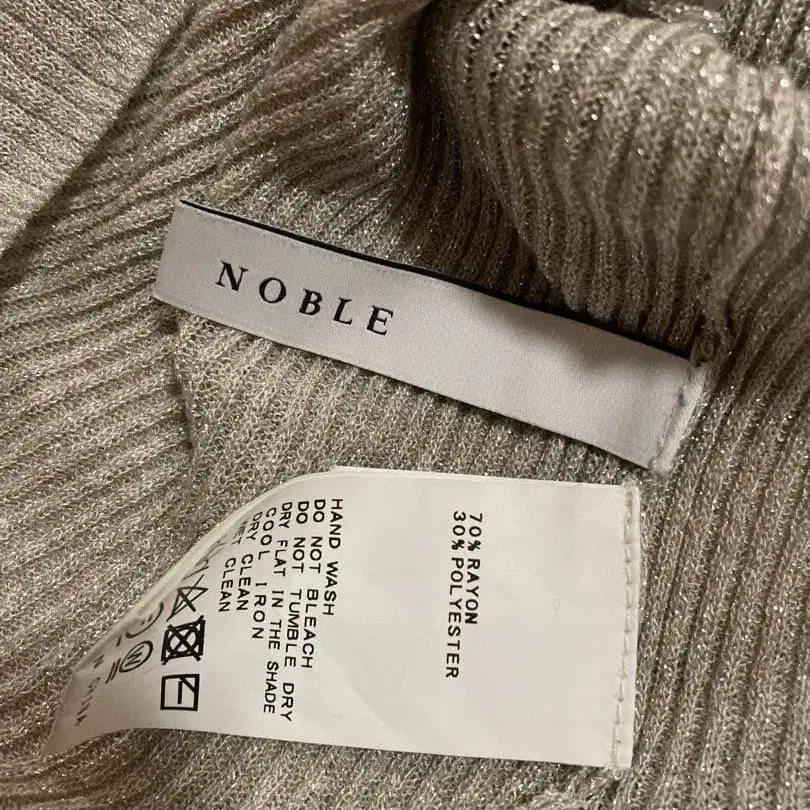 NOBLE
70% RAYON
30% POLYESTER
HAND WASH
DO NOT BLEACH
DO NOT TUMBLE DRY
DRY FLAT IN THE SHADE
COOL IRON
DRY CLEAN
WET CLEAN
W